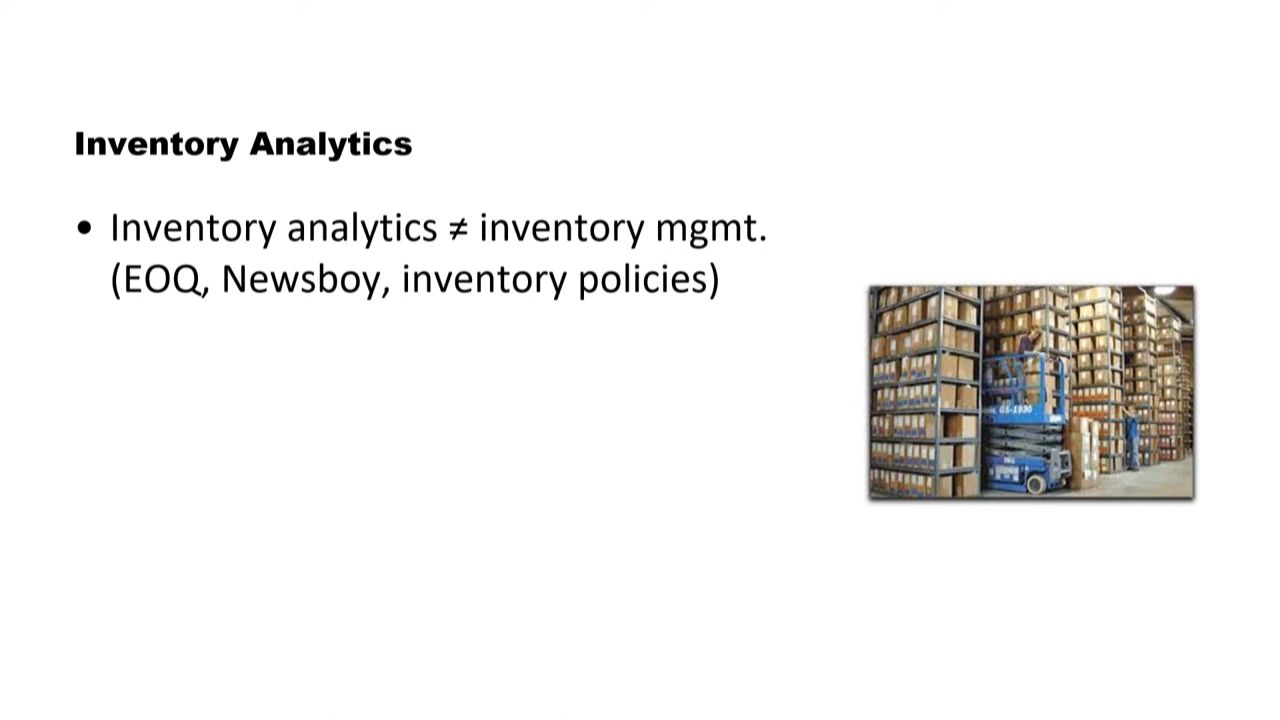 Inventory Analytics
• Inventory analytics ≠ inventory mgmt.
(EOQ, Newsboy, inventory policies)
GS-1930